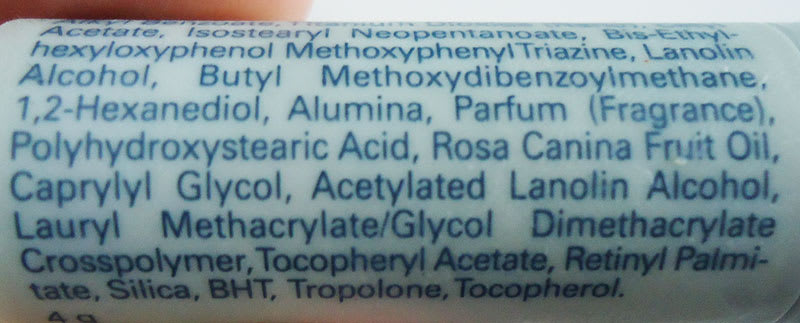 Acetate, Isostearyl Neopentanoate, Bis-Ethyl-
hexyloxyphenol Methoxyphenyl Triazine, Lanolin
Alcohol, Butyl Methoxydibenzoylmethane,
1,2-Hexanediol, Alumina, Parfum (Fragrance),
Polyhydroxystearic Acid, Rosa Canina Fruit Oil,
Caprylyl Glycol, Acetylated Lanolin Alcohol,
Lauryl Methacrylate/Glycol Dimethacrylate
Crosspolymer, Tocopheryl Acetate, Retinyl Palmi-
tate, Silica, BHT, Tropolone, Tocopherol.
4 g